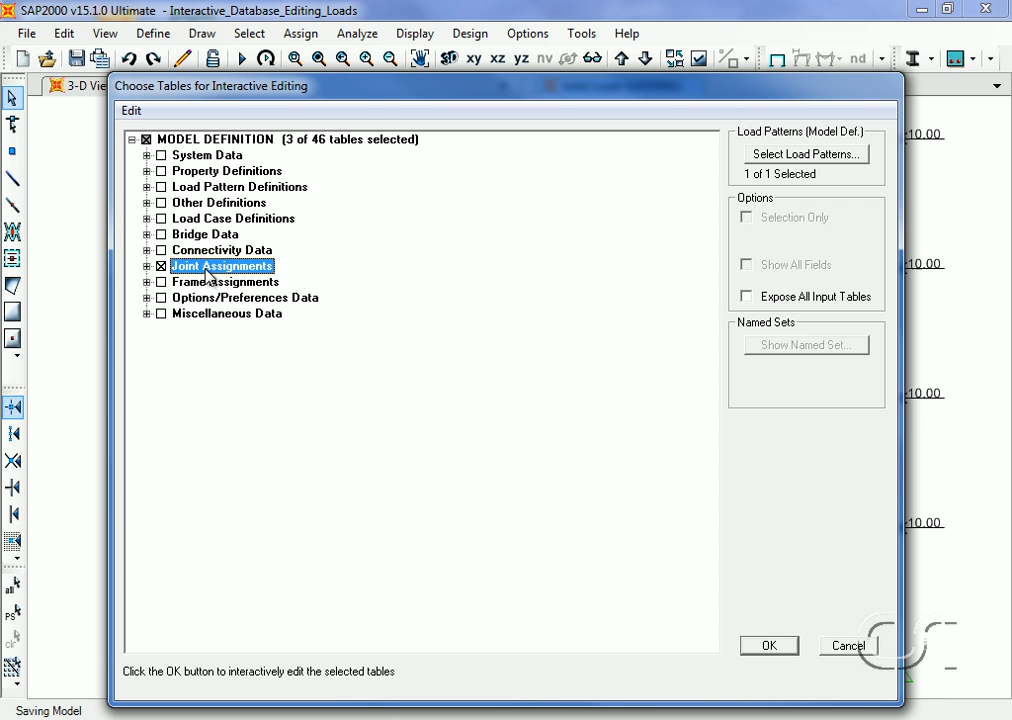 SAP2000 v15.1.0 Ultimate - Interactive_Database_Editing_Loads
File Edit View Define Draw Select Assign Analyze Display Design Options Tools Help
xy xz yz nv nd
3-D Vie
Choose Tables for Interactive Editing
Edit
MODEL DEFINITION (3 of 46 tables selected)
System Data
Property Definitions
Load Pattern Definitions
Other Definitions
Load Case Definitions
Bridge Data
Connectivity Data
Joint Assignments
Frame Assignments
Options/Preferences Data
Miscellaneous Data
Load Patterns (Model Def.)
Select Load Patterns...
1 of 1 Selected
Options
Selection Only
Show All Fields
Expose All Input Tables
Named Sets
Show Named Set...
10.00
10.00
10.00
10.00
all
PS
clr
OK Cancel
Click the OK button to interactively edit the selected tables
Saving Model